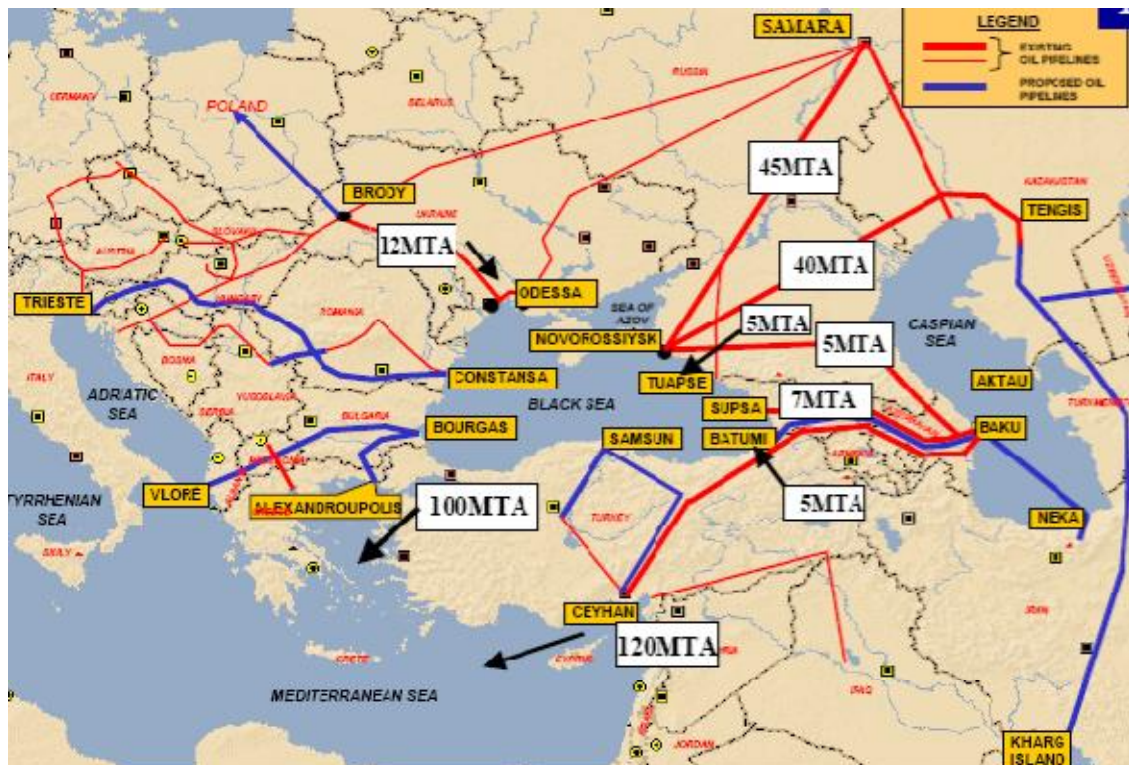 SAMARA
LEGEND
EXISTING
OIL PIPELINES
PROPOSED OIL
PIPELINES
RUSSIA
GERMANY
POLAND
BELARUS
45MTA
KAZAKHSTAN
BRODY
UKRAINE
TENGIS
SLOVAKIA
12MTA
AUSTRIA
40MTA
ODESSA
TRIESTE
HUNGARY
SEA OF
AZOV
ROMANIA
5MTA
CASPIAN
SEA
NOVOROSSIYSK
5MTA
BOSNIA
CONSTANSA
TUAPSE
AKTAU
ITALY
ADRIATIC
SEA
YUGOSLAVIA
BLACK SEA
7MTA
SUPSA
SERBIA
BULGARIA
BOURGAS
SAMSUN
BATUMI
BAKU
VLORE
ALEXANDROUPOLIS
100MTA
5MTA
TYRRHENIAN
SEA
TURKEY
NEKA
SICILY
IRAN
CEYHAN
120MTA
CRETE
CYPRUS
IRAQ
MEDITERRANEAN SEA
JORDAN
KHARG
ISLAND